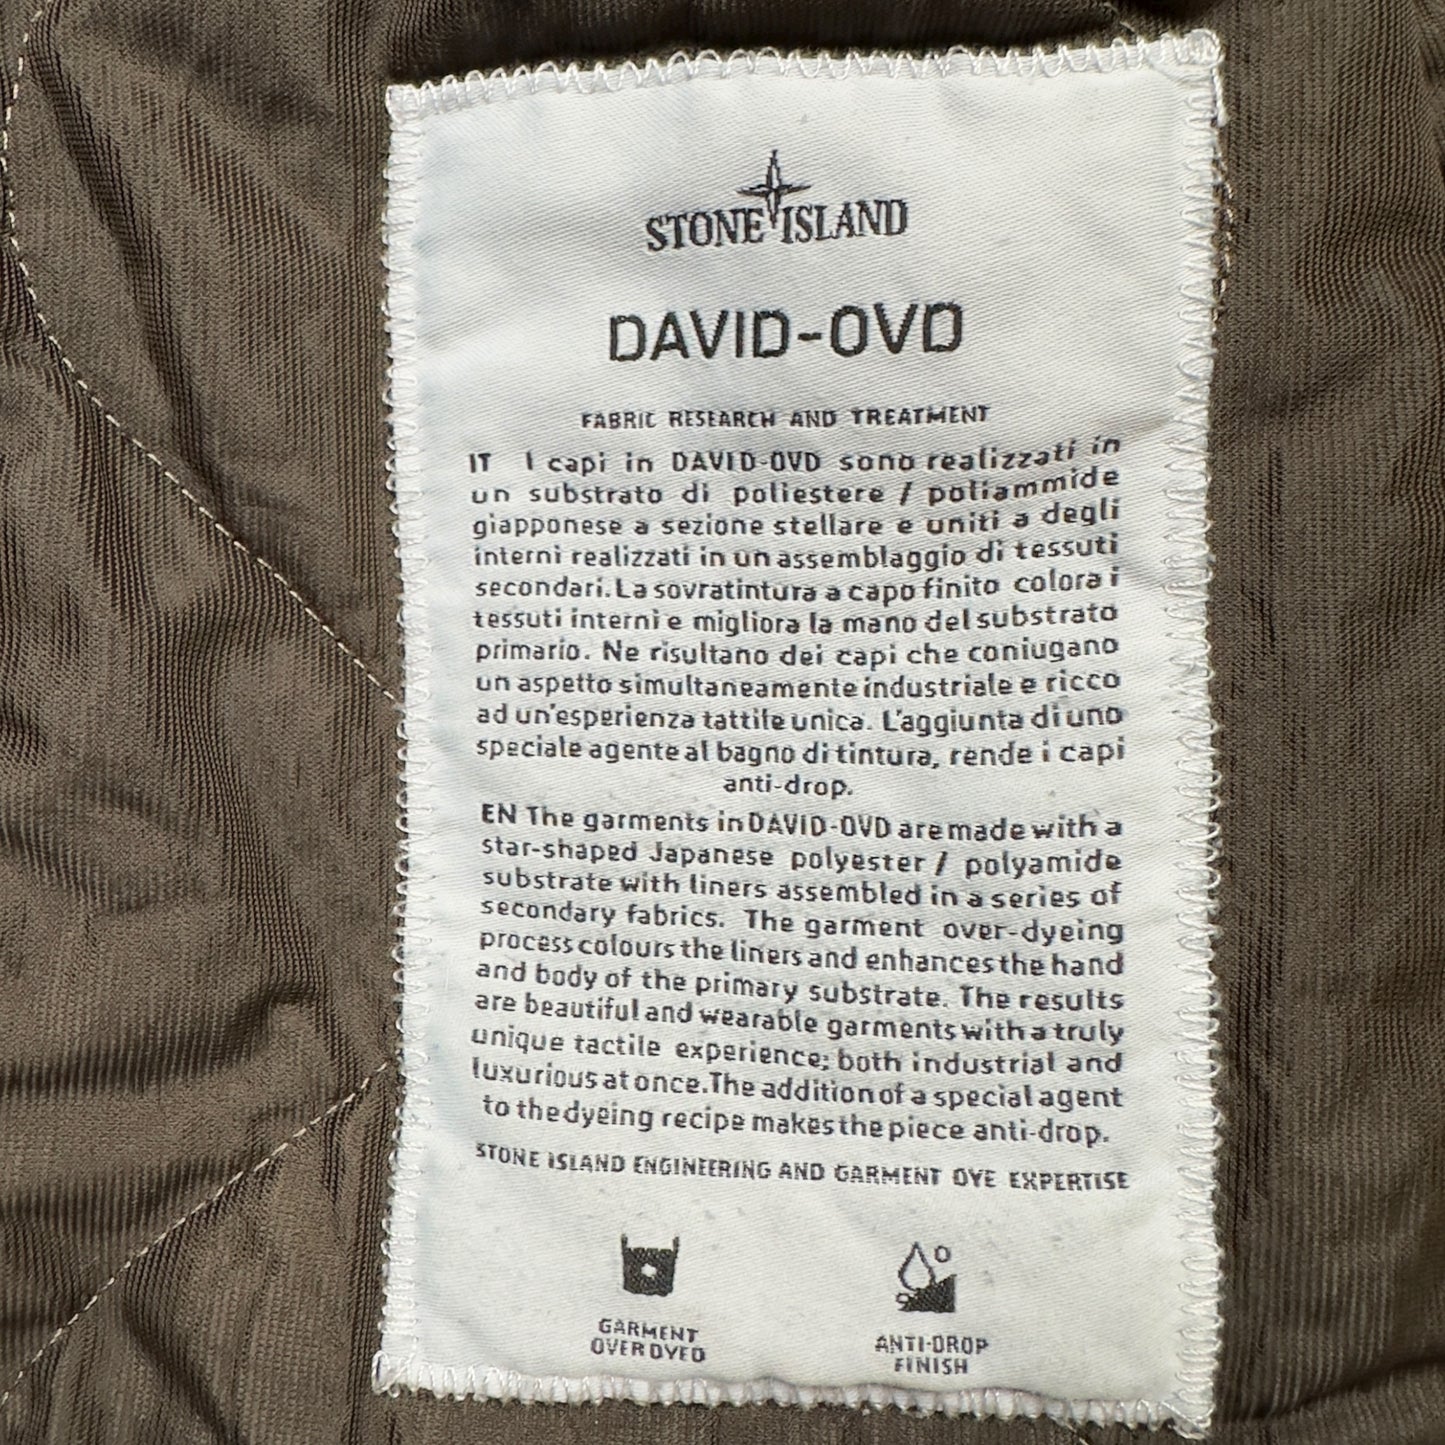 STONE ISLAND
DAVID-OVD
FABRIC RESEARCH AND TREATMENT
IT I capi in DAVID-OVD sono realizzati in
un substrato di poliestere / poliammide
giapponese a sezione stellare e uniti a degli
interni realizzati in un assemblaggio di tessuti
secondari. La sovratintura a capo finito colora i
tessuti interni e migliora la mano del substrato
primario. Ne risultano dei capi che coniugano
un aspetto simultaneamente industriale e ricco
ad un'esperienza tattile unica. L'aggiunta di uno
speciale agente al bagno di tintura, rende i capi
anti-drop.
EN The garments in DAVID-OVD are made with a
star-shaped Japanese polyester / polyamide
substrate with liners assembled in a series of
secondary fabrics. The garment over-dyeing
process colours the liners and enhances the hand
and body of the primary substrate. The results
are beautiful and wearable garments with a truly
unique tactile experience; both industrial and
luxurious at once. The addition of a special agent
to the dyeing recipe makes the piece anti-drop.
STONE ISLAND ENGINEERING AND GARMENT DYE EXPERTISE
GARMENT
OVERDYED
ANTI-DROP
FINISH